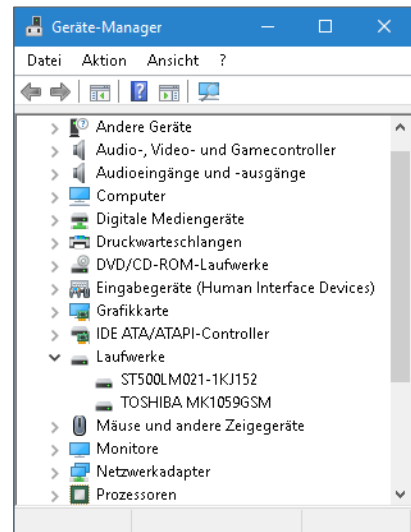 Geräte-Manager
Datei Aktion Ansicht ?
Andere Geräte
Audio-, Video- und Gamecontroller
Audioeingänge und -ausgänge
Computer
Digitale Mediengeräte
Druckwarteschlangen
DVD/CD-ROM-Laufwerke
Eingabegeräte (Human Interface Devices)
Grafikkarte
IDE ATA/ATAPI-Controller
Laufwerke
ST500LM021-1KJ152
TOSHIBA MK1059GSM
Mäuse und andere Zeigegeräte
Monitore
Netzwerkadapter
Prozessoren